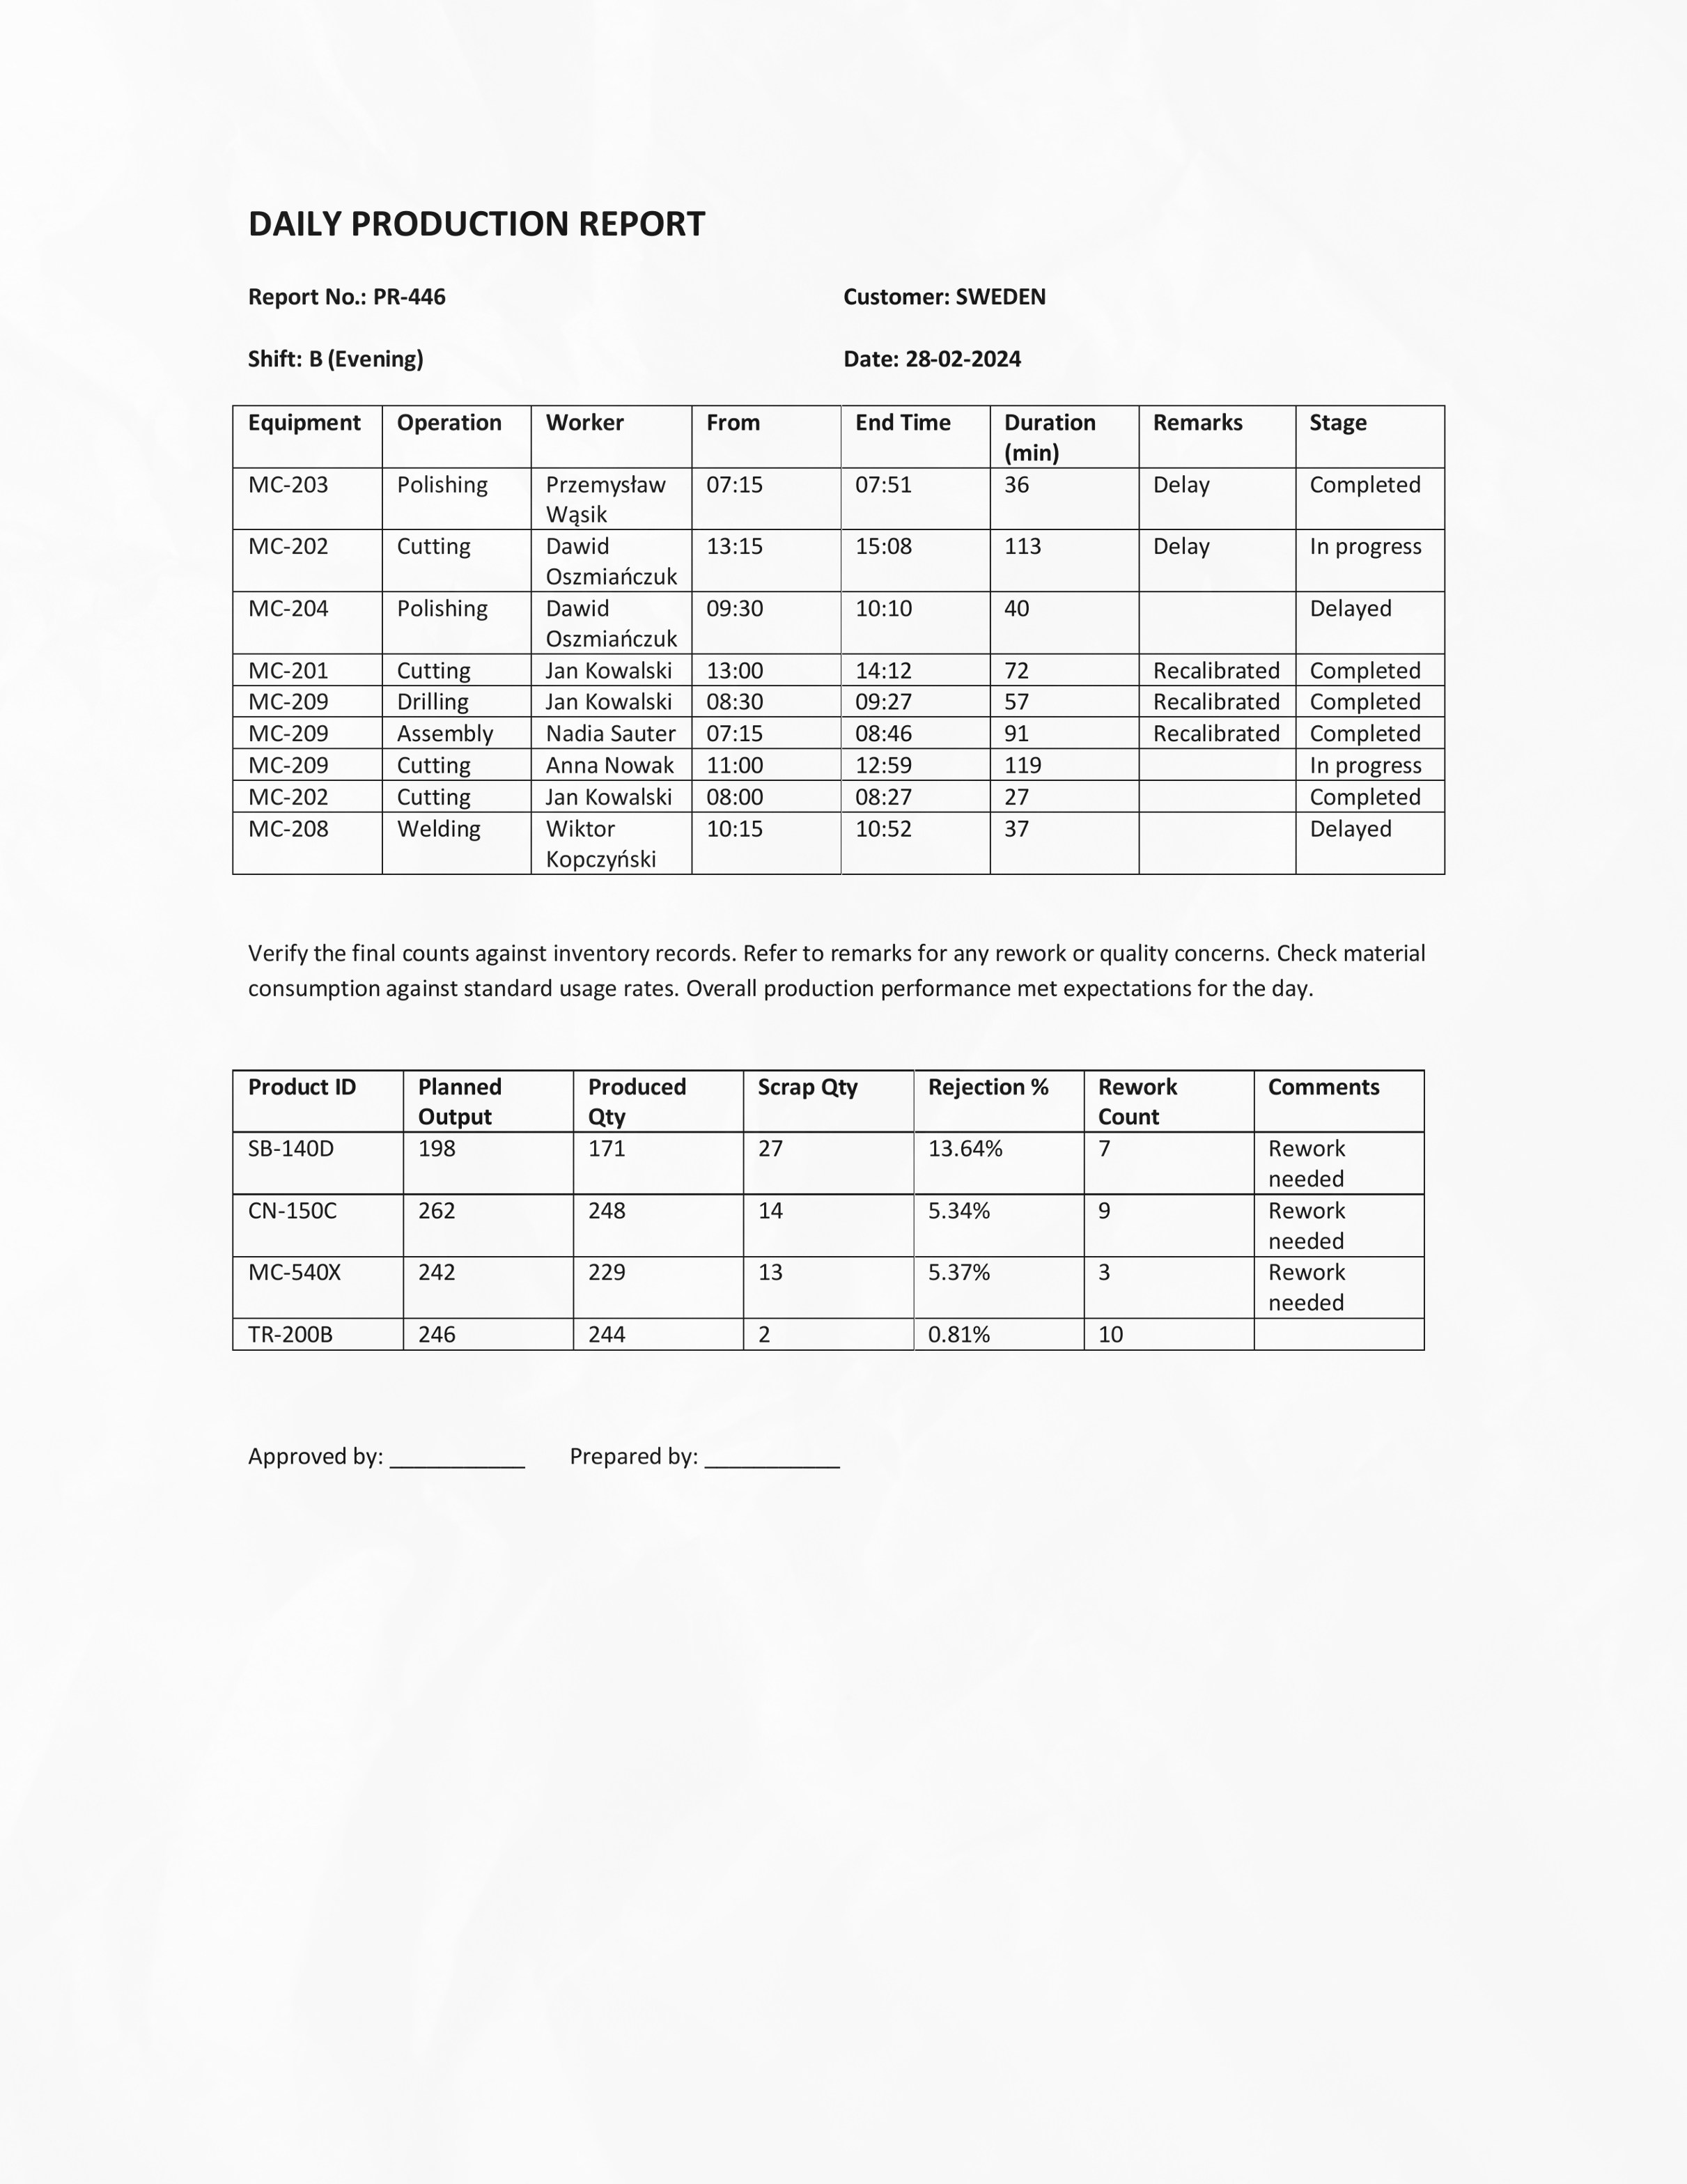 DAILY PRODUCTION REPORT
Report No.: PR-446 Customer: SWEDEN
Shift: B (Evening) Date: 28-02-2024
Equipment Operation Worker From End Time Duration (min) Remarks Stage
MC-203 Polishing Przemysław Wąsik 07:15 07:51 36 Delay Completed
MC-202 Cutting Dawid Oszmiańczuk 13:15 15:08 113 Delay In progress
MC-204 Polishing Dawid Oszmiańczuk 09:30 10:10 40 Delayed
MC-201 Cutting Jan Kowalski 13:00 14:12 72 Recalibrated Completed
MC-209 Drilling Jan Kowalski 08:30 09:27 57 Recalibrated Completed
MC-209 Assembly Nadia Sauter 07:15 08:46 91 Recalibrated Completed
MC-209 Cutting Anna Nowak 11:00 12:59 119 In progress
MC-202 Cutting Jan Kowalski 08:00 08:27 27 Completed
MC-208 Welding Wiktor Kopczyński 10:15 10:52 37 Delayed
Verify the final counts against inventory records. Refer to remarks for any rework or quality concerns. Check material
consumption against standard usage rates. Overall production performance met expectations for the day.
Product ID Planned Output Produced Qty Scrap Qty Rejection % Rework Count Comments
SB-140D 198 171 27 13.64% 7 Rework needed
CN-150C 262 248 14 5.34% 9 Rework needed
MC-540X 242 229 13 5.37% 3 Rework needed
TR-200B 246 244 2 0.81% 10
Approved by: ___________ Prepared by: ___________